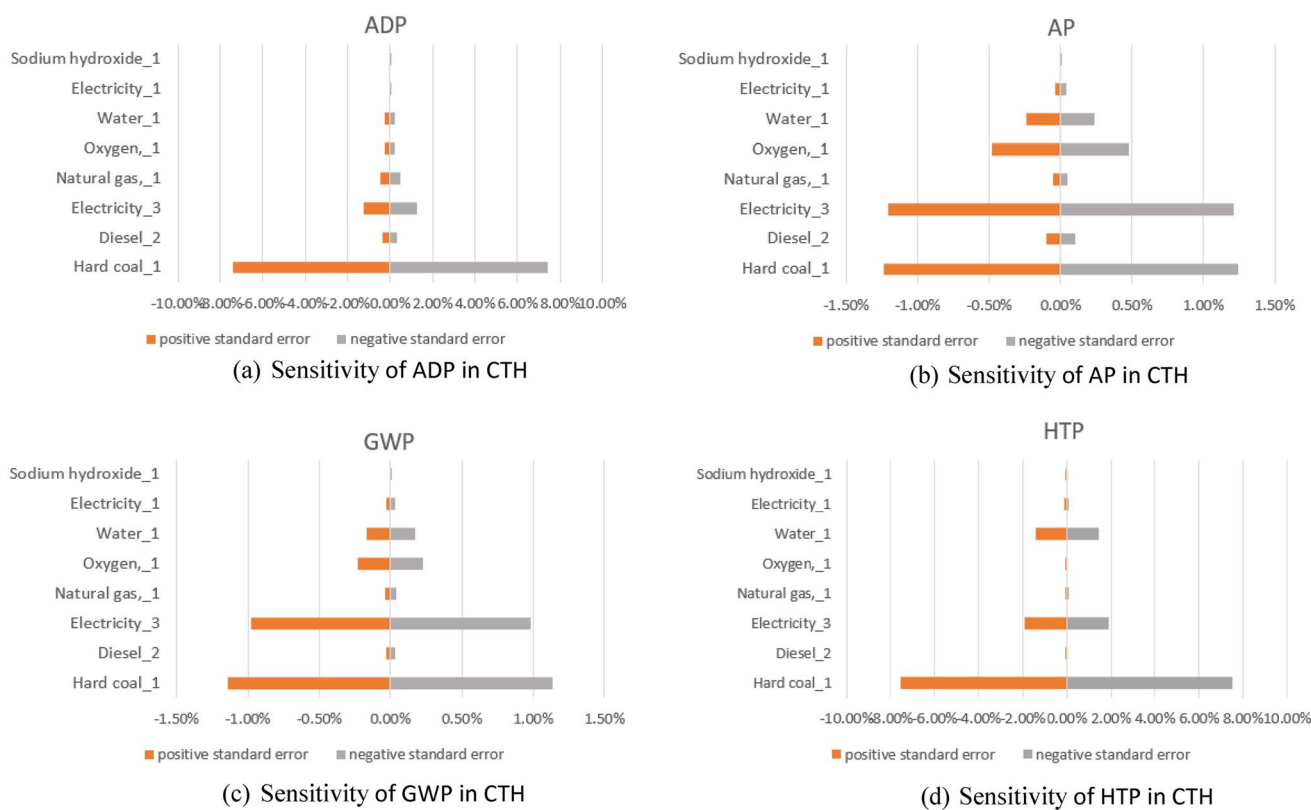 ADP
Sodium hydroxide_1
Electricity_1
Water_1
Oxygen,_1
Natural gas,_1
Electricity_3
Diesel_2
Hard coal_1
-10.00% -8.00% -6.00% -4.00% -2.00% 0.00% 2.00% 4.00% 6.00% 8.00% 10.00%
positive standard error negative standard error
(a) Sensitivity of ADP in CTH
AP
Sodium hydroxide_1
Electricity_1
Water_1
Oxygen,_1
Natural gas,_1
Electricity_3
Diesel_2
Hard coal_1
-1.50% -1.00% -0.50% 0.00% 0.50% 1.00% 1.50%
positive standard error negative standard error
(b) Sensitivity of AP in CTH
GWP
Sodium hydroxide_1
Electricity_1
Water_1
Oxygen,_1
Natural gas,_1
Electricity_3
Diesel_2
Hard coal_1
-1.50% -1.00% -0.50% 0.00% 0.50% 1.00% 1.50%
positive standard error negative standard error
(c) Sensitivity of GWP in CTH
HTP
Sodium hydroxide_1
Electricity_1
Water_1
Oxygen,_1
Natural gas,_1
Electricity_3
Diesel_2
Hard coal_1
-10.00% -8.00% -6.00% -4.00% -2.00% 0.00% 2.00% 4.00% 6.00% 8.00% 10.00%
positive standard error negative standard error
(d) Sensitivity of HTP in CTH